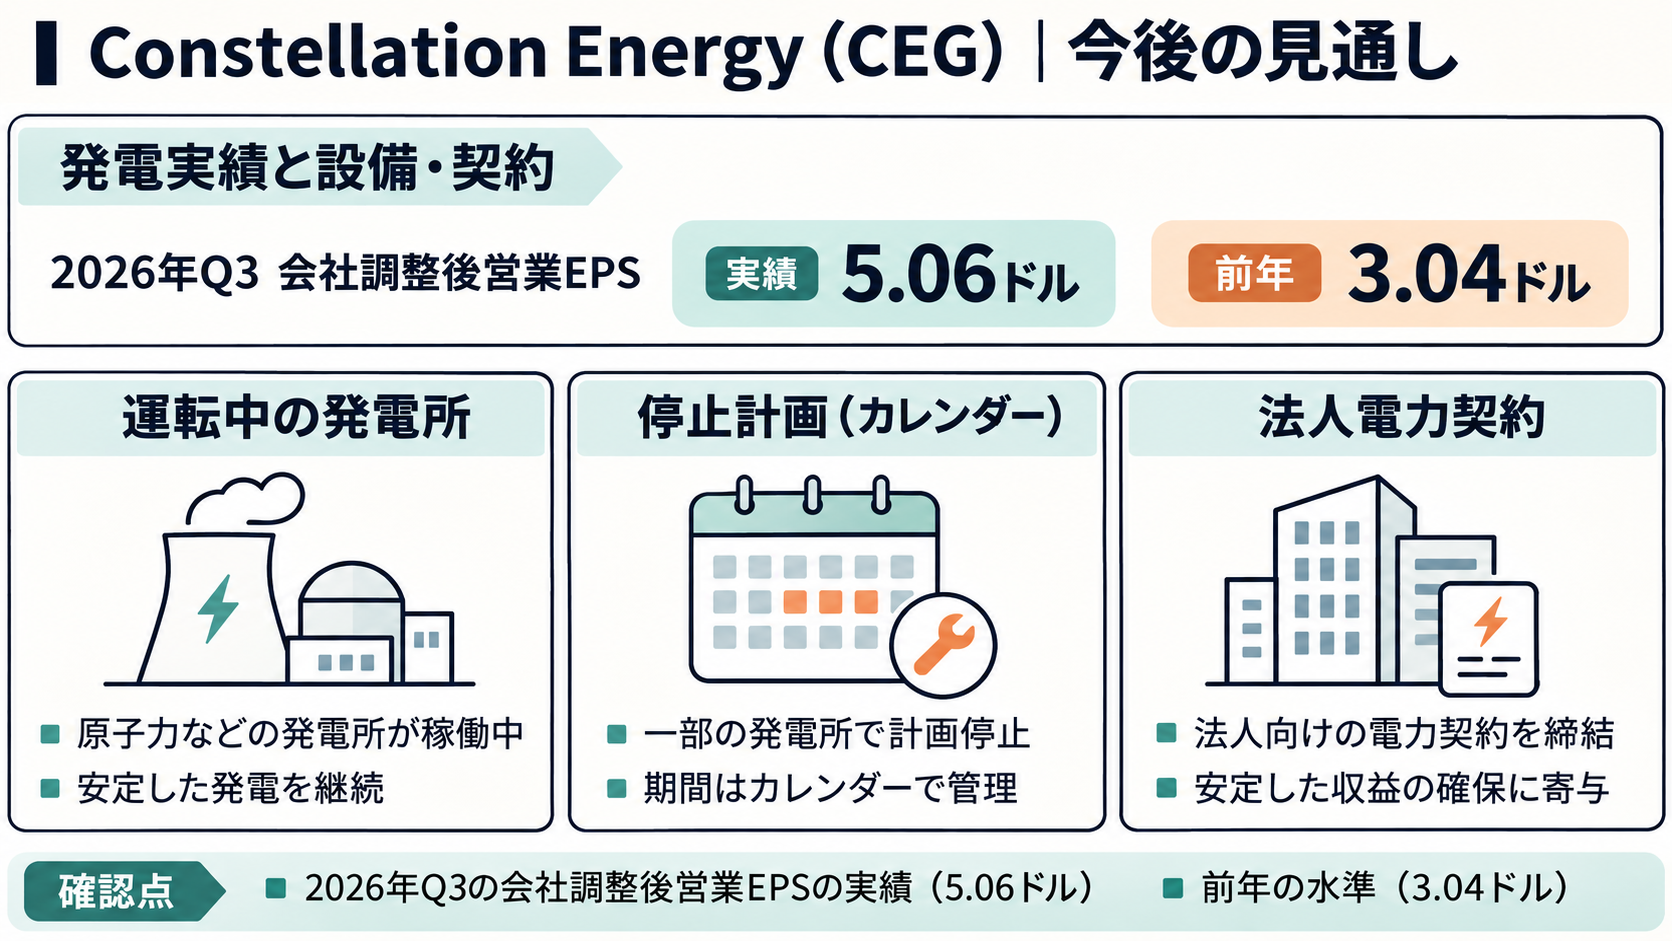 Constellation Energy（CEG）｜今後の見通し
発電実績と設備・契約
2026年Q3 会社調整後営業EPS 実績 5.06ドル 前年 3.04ドル
運転中の発電所
原子力などの発電所が稼働中
安定した発電を継続
停止計画（カレンダー）
一部の発電所で計画停止
期間はカレンダーで管理
法人電力契約
法人向けの電力契約を締結
安定した収益の確保に寄与
確認点 2026年Q3の会社調整後営業EPSの実績（5.06ドル） 前年の水準（3.04ドル）